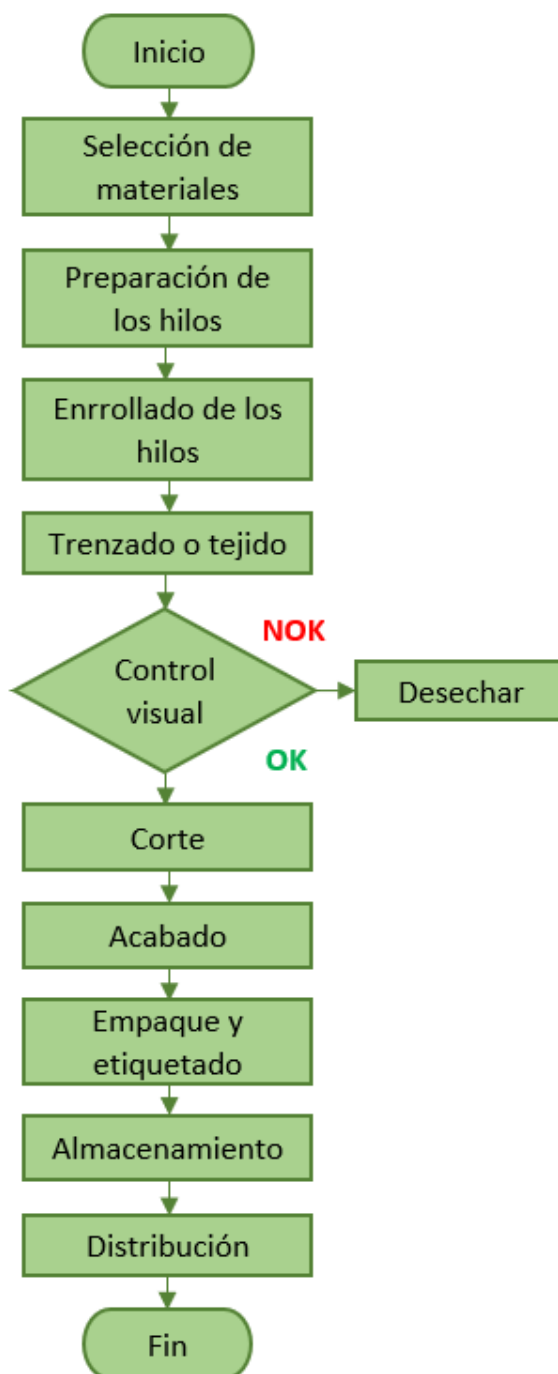 Inicio
Selección de
materiales
Preparación de
los hilos
Enrrollado de los
hilos
Trenzado o tejido
NOK
Control
visual
Desechar
OK
Corte
Acabado
Empaque y
etiquetado
Almacenamiento
Distribución
Fin